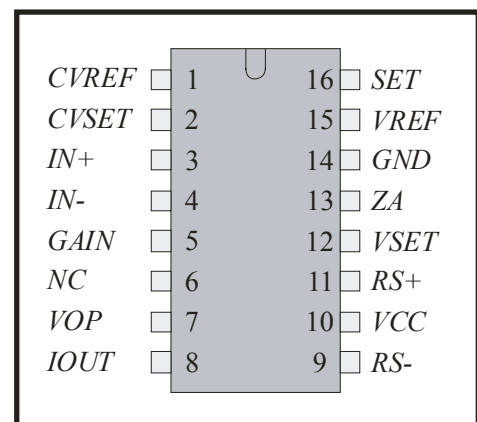 CVREF 1 16 SET
CVSET 2 15 VREF
IN+ 3 14 GND
IN- 4 13 ZA
GAIN 5 12 VSET
NC 6 11 RS+
VOP 7 10 VCC
IOUT 8 9 RS-